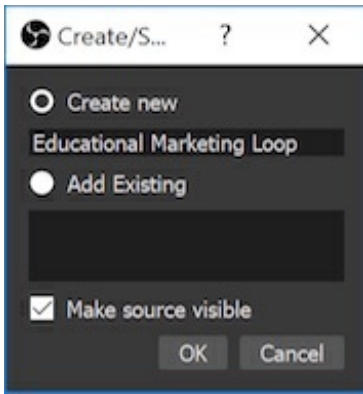 Create/S... ?
Create new
Educational Marketing Loop
Add Existing
Make source visible
OK Cancel